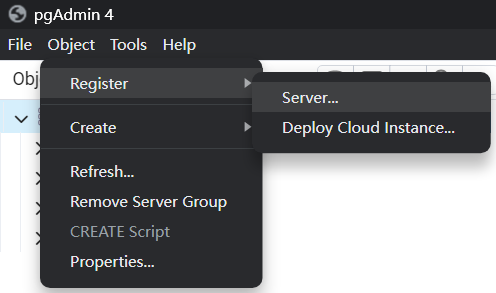 pgAdmin 4
File Object Tools Help
Obj
Register
Server...
Deploy Cloud Instance...
Create
Refresh...
Remove Server Group
CREATE Script
Properties...